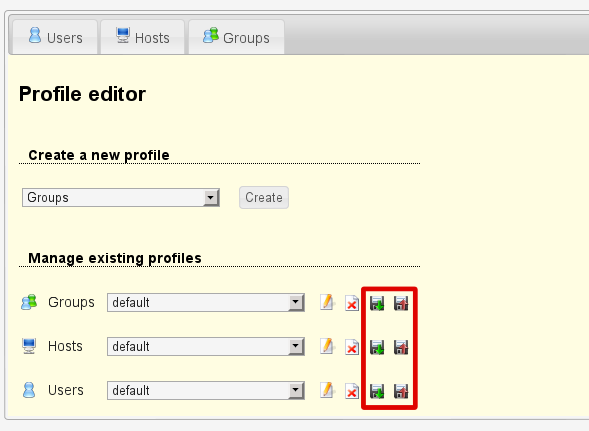 Users Hosts Groups
Profile editor
Create a new profile
Groups Create
Manage existing profiles
Groups default
Hosts default
Users default